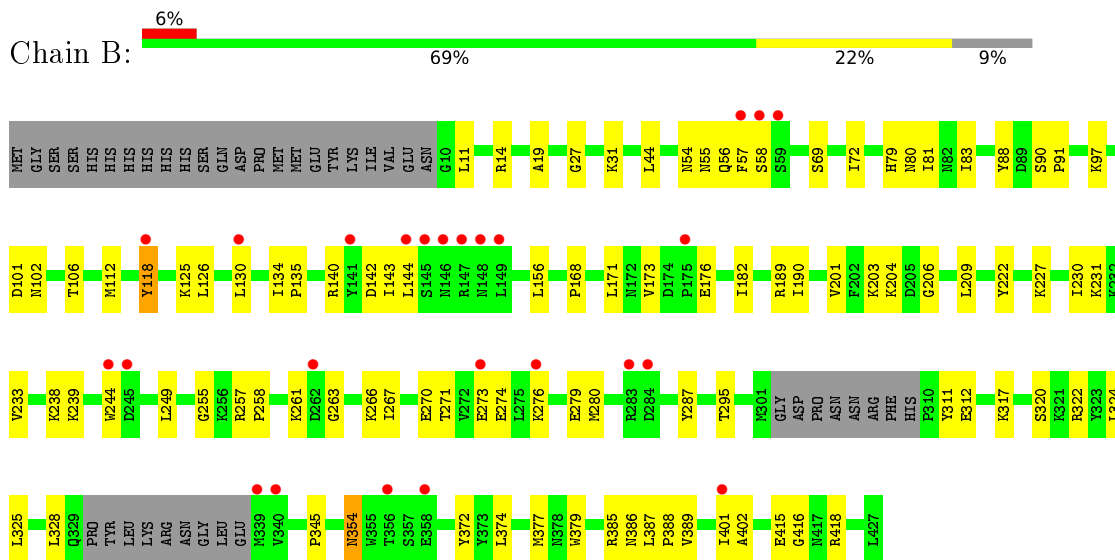 6%
Chain B:
69% 22% 9%
MET GLY SER SER HIS HIS HIS HIS HIS HIS SER GLN ASP PRO MET MET GLU TYR LYS ILE VAL GLU ASN G10 L11 R14 A19 G27 K31 L44 N54 N55 Q56 F57 S58 S59 S69 I72 H79 N80 I81 N82 I83 Y88 D89 S90 P91 K97
D101 N102 T106 M112 Y118 K125 L126 L130 I134 P135 R140 Y141 D142 I143 L144 S145 N146 R147 N148 L149 L156 P168 L171 N172 V173 D174 P175 E176 I182 R189 I190 V201 F202 K203 K204 D205 G206 L209 Y222 K227 I230 K231 K232
V233 K238 K239 W244 D245 L249 G255 K256 R257 P258 K261 D262 G263 K266 I267 E270 T271 V272 E273 E274 L275 K276 E279 M280 R283 D284 Y287 T295 M301 GLY ASP PRO ASN ASN ARG PHE HIS P310 Y311 E312 K317 S320 K321 R322 Y323 L324
L325 L328 Q329 PRO TYR LEU LYS ARG ASN GLY LEU GLU M339 V340 P345 N354 W355 T356 S357 E358 Y372 Y373 L374 M377 N378 W379 R385 N386 L387 P388 V389 I401 A402 E415 G416 N417 R418 L427